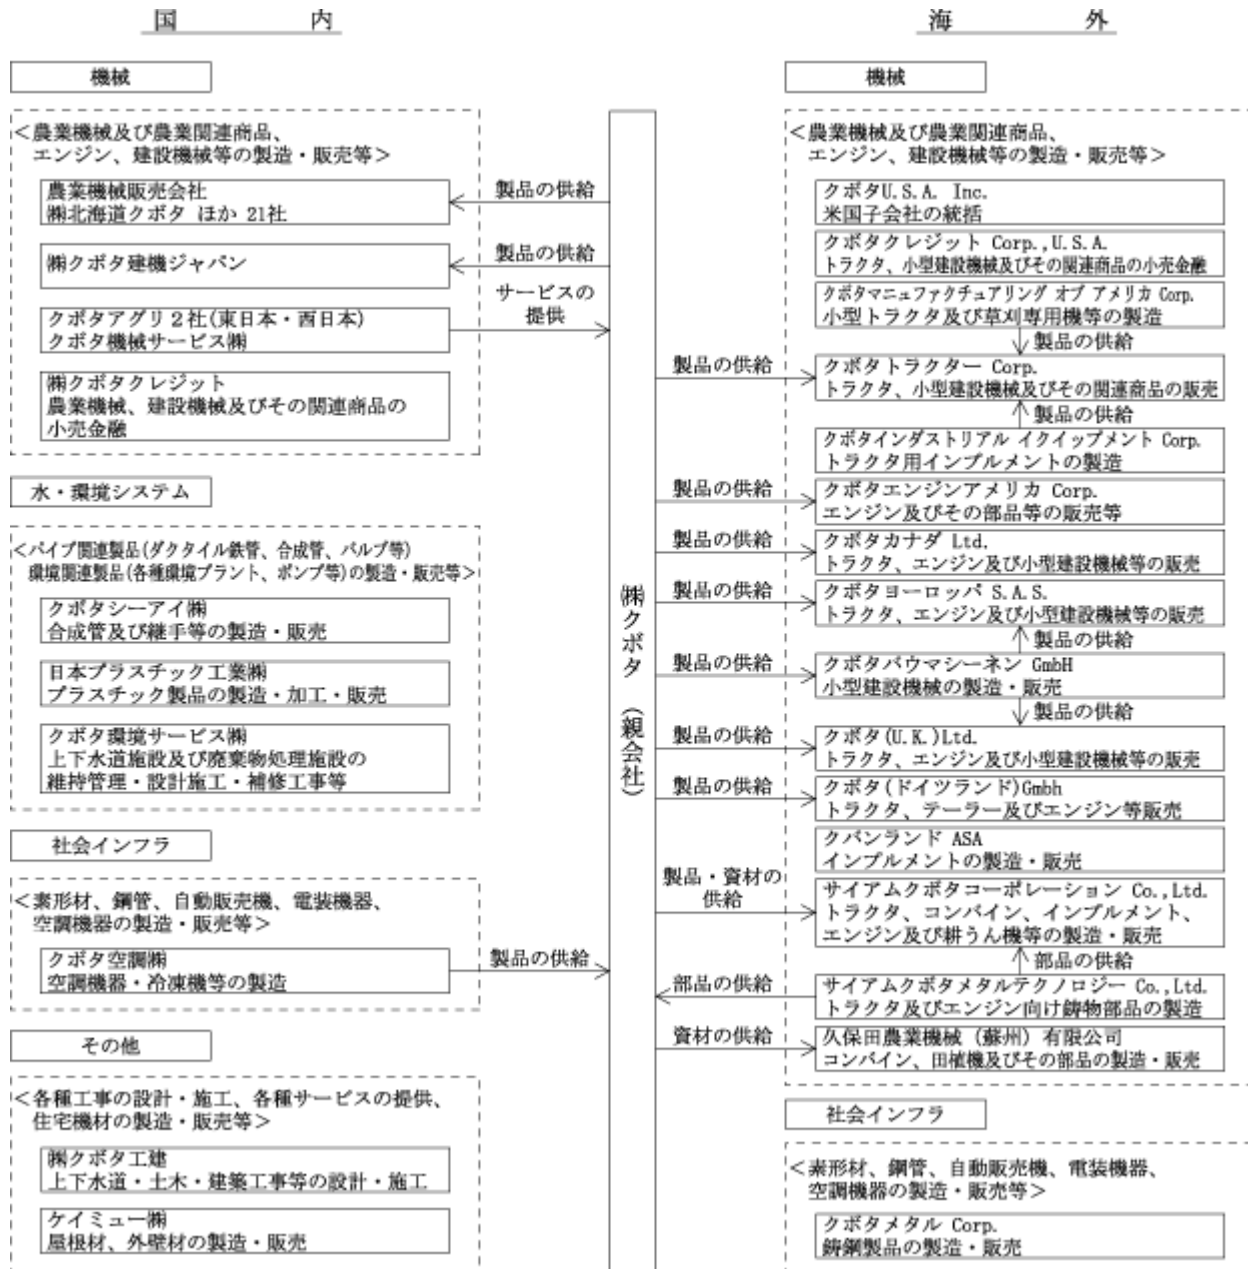 国内
機械
<農業機械及び農業関連商品、
エンジン、建設機械等の製造・販売等>
農業機械販売会社
㈱北海道クボタ ほか 21社
㈱クボタ建機ジャパン
クボタアグリ２社(東日本・西日本)
クボタ機械サービス㈱
㈱クボタクレジット
農業機械、建設機械及びその関連商品の
小売金融
製品の供給
製品の供給
サービスの
提供
水・環境システム
<パイプ関連製品(ダクタイル鉄管、合成管、バルブ等)
環境関連製品(各種環境プラント、ポンプ等)の製造・販売等>
クボタシーアイ㈱
合成管及び継手等の製造・販売
日本プラスチック工業㈱
プラスチック製品の製造・加工・販売
クボタ環境サービス㈱
上下水道施設及び廃棄物処理施設の
維持管理・設計施工・補修工事等
社会インフラ
<素形材、鋼管、自動販売機、電装機器、
空調機器の製造・販売等>
クボタ空調㈱
空調機器・冷凍機等の製造
製品の供給
その他
<各種工事の設計・施工、各種サービスの提供、
住宅機材の製造・販売等>
㈱クボタ工建
上下水道・土木・建築工事等の設計・施工
ケイミュー㈱
屋根材、外壁材の製造・販売
㈱クボタ（親会社）
海外
機械
<農業機械及び農業関連商品、
エンジン、建設機械等の製造・販売等>
クボタU.S.A. Inc.
米国子会社の統括
クボタクレジット Corp.,U.S.A.
トラクタ、小型建設機械及びその関連商品の小売金融
クボタマニュファクチュアリング オブ アメリカ Corp.
小型トラクタ及び草刈専用機等の製造
製品の供給
製品の供給
クボタトラクター Corp.
トラクタ、小型建設機械及びその関連商品の販売
製品の供給
クボタインダストリアル イクイップメント Corp.
トラクタ用インプルメントの製造
製品の供給
クボタエンジンアメリカ Corp.
エンジン及びその部品等の販売等
製品の供給
クボタカナダ Ltd.
トラクタ、エンジン及び小型建設機械等の販売
製品の供給
クボタヨーロッパ S.A.S.
トラクタ、エンジン及び小型建設機械等の販売
製品の供給
製品の供給
クボタバウマシーネン GmbH
小型建設機械の製造・販売
製品の供給
製品の供給
クボタ(U.K.)Ltd.
トラクタ、エンジン及び小型建設機械等の販売
製品の供給
クボタ(ドイツランド)Gmbh
トラクタ、テーラー及びエンジン等販売
クバンランド ASA
インプルメントの製造・販売
製品・資材の
供給
サイアムクボタコーポレーション Co.,Ltd.
トラクタ、コンバイン、インプルメント、
エンジン及び耕うん機等の製造・販売
部品の供給
部品の供給
サイアムクボタメタルテクノロジー Co.,Ltd.
トラクタ及びエンジン向け鋳物部品の製造
資材の供給
久保田農業機械（蘇州）有限公司
コンバイン、田植機及びその部品の製造・販売
社会インフラ
<素形材、鋼管、自動販売機、電装機器、
空調機器の製造・販売等>
クボタメタル Corp.
鋳鋼製品の製造・販売